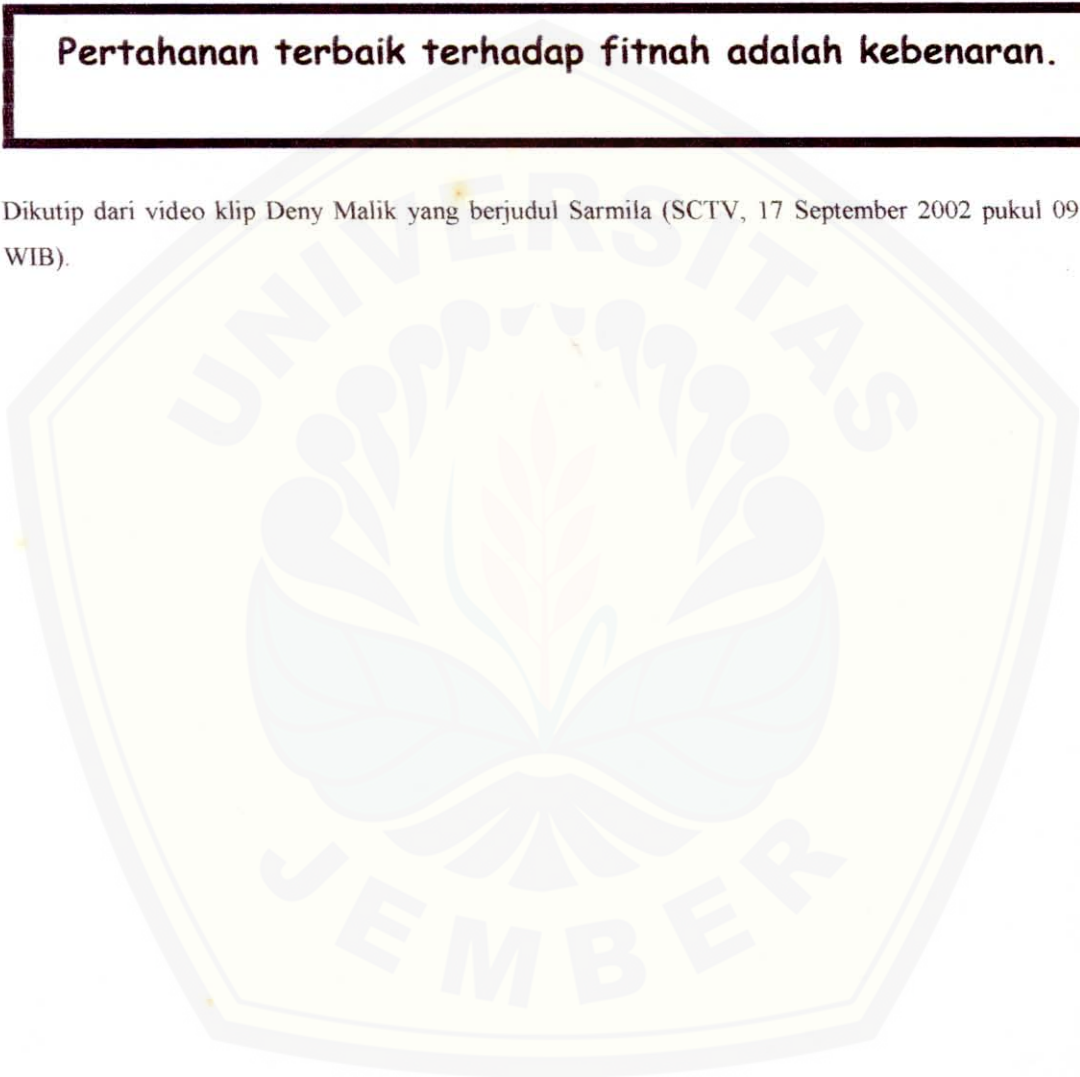 Pertahanan terbaik terhadap fitnah adalah kebenaran.
Dikutip dari video klip Deny Malik yang berjudul Sarmila (SCTV, 17 September 2002 pukul 09
WIB).
UNIVERSITAS
JEMBER